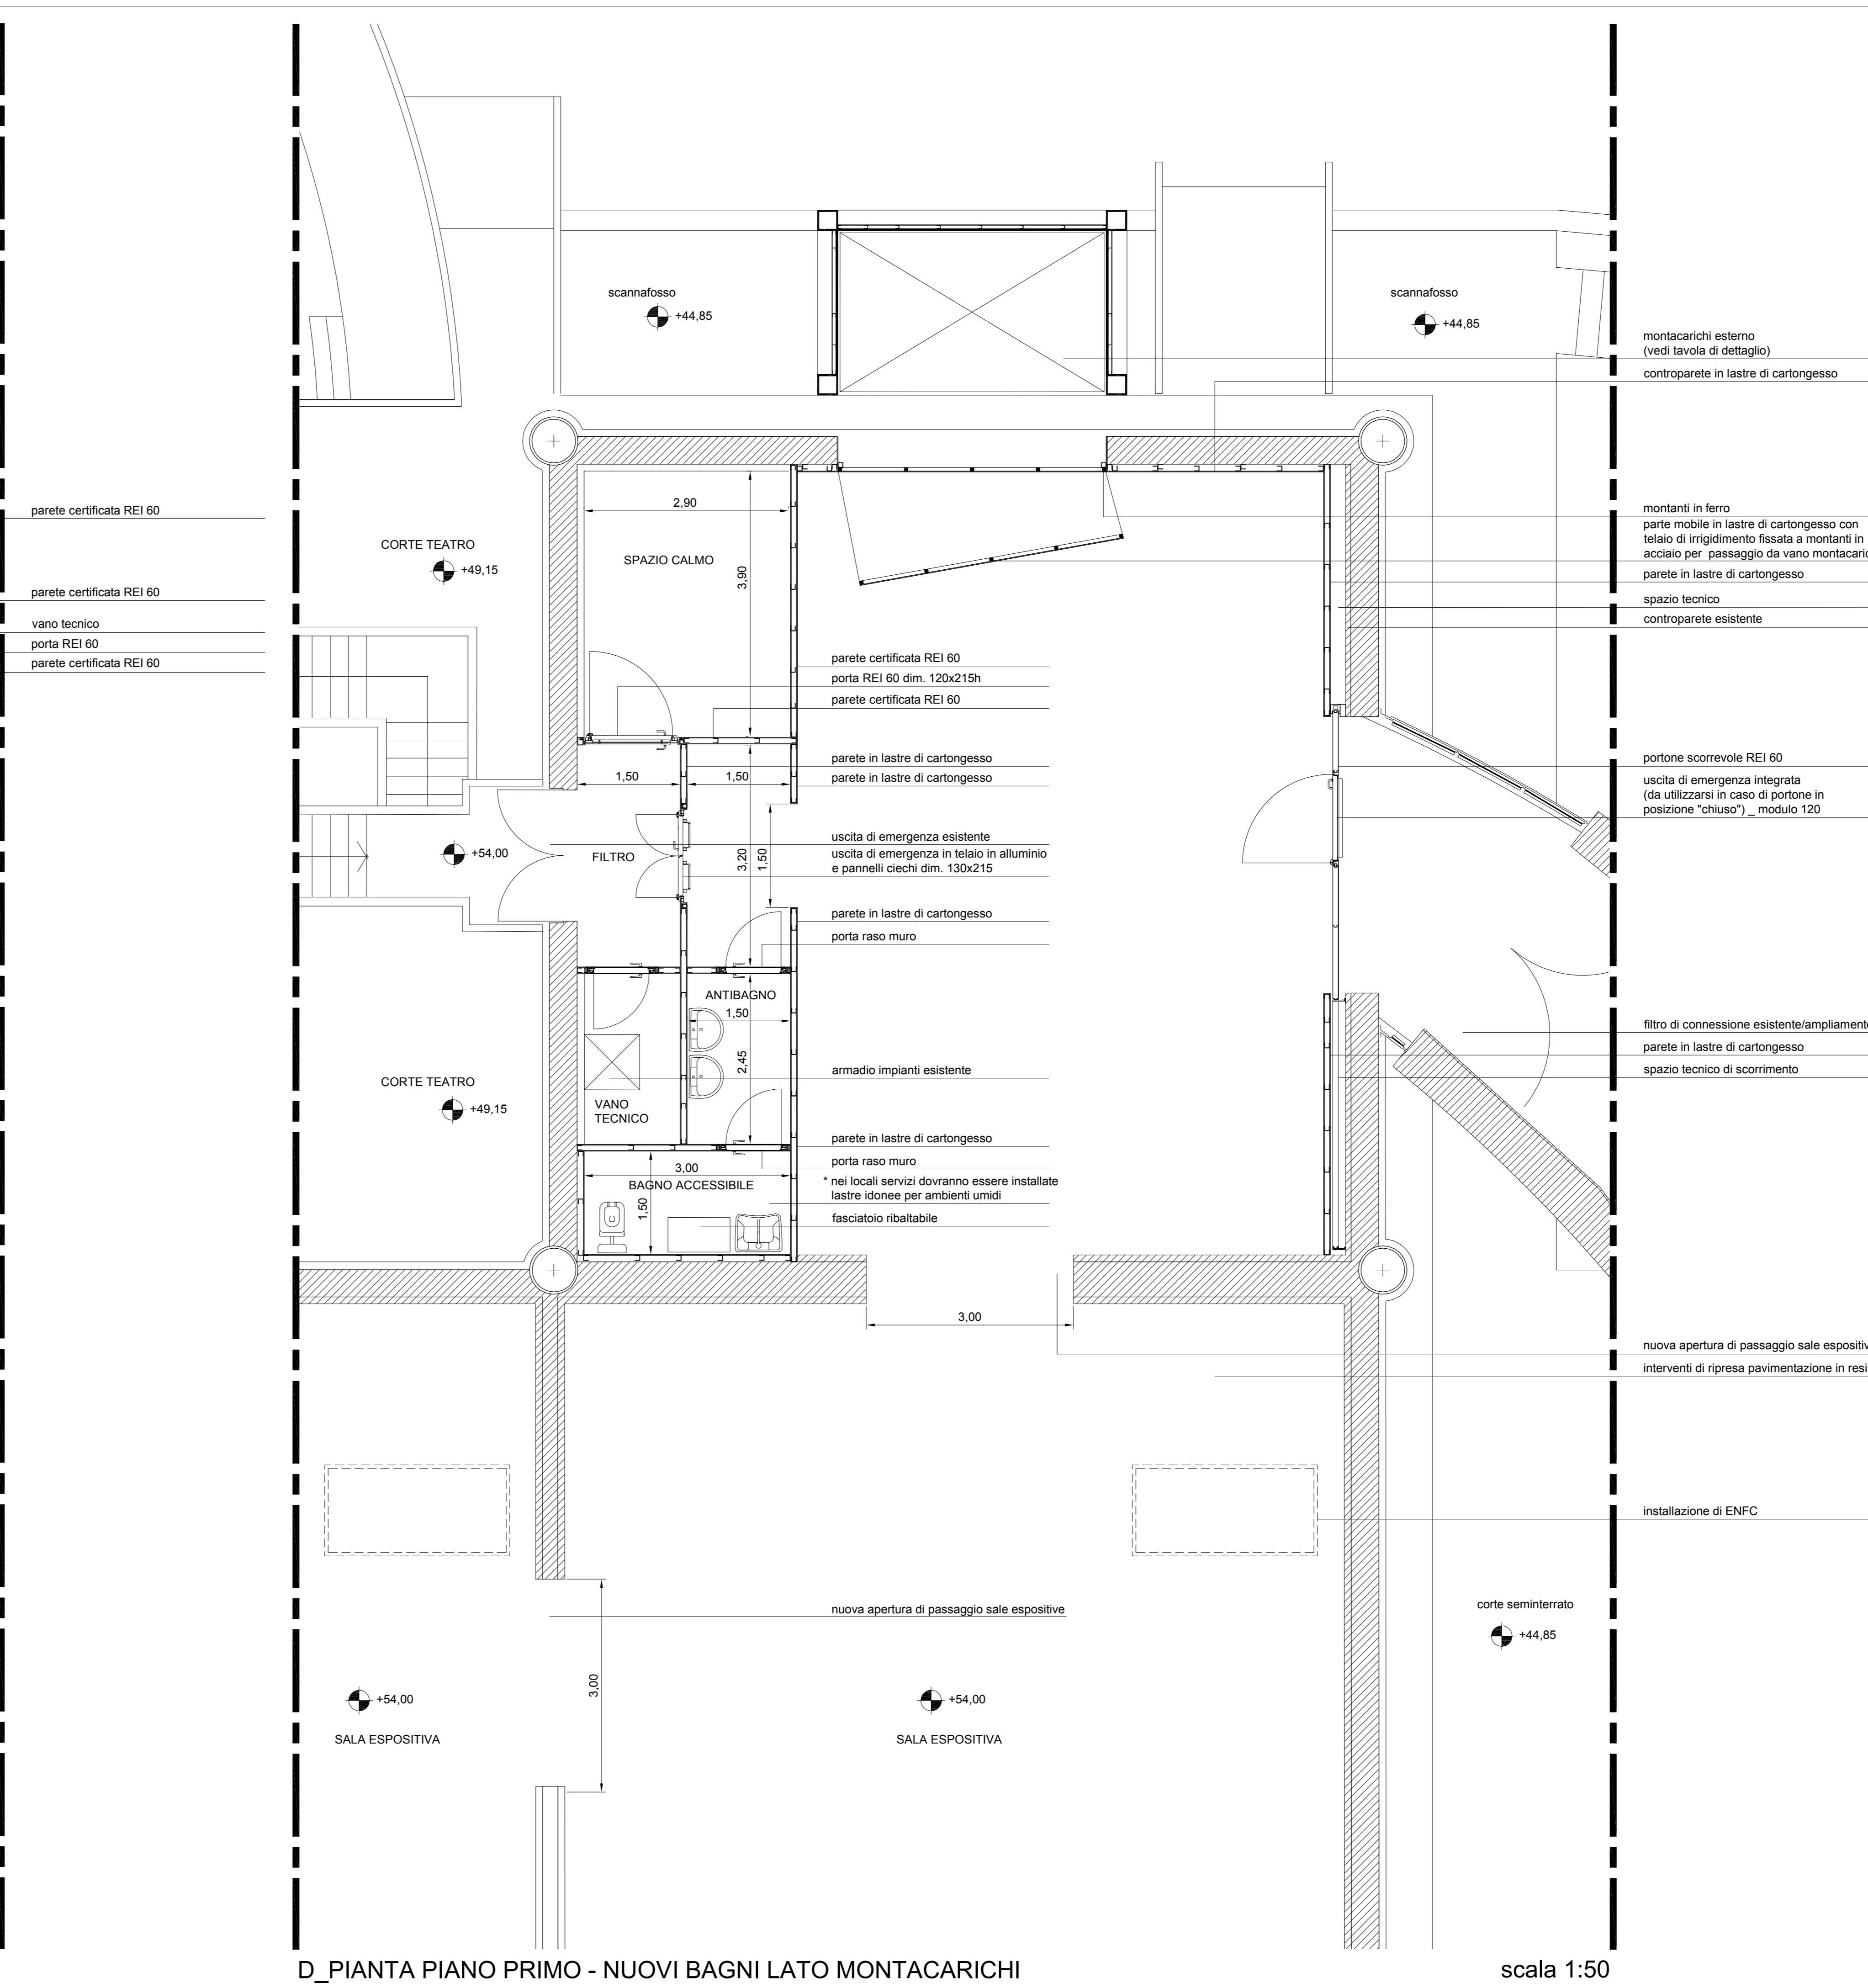 scannafosso
+44,85
scannafosso
+44,85
montacarichi esterno
(vedi tavola di dettaglio)
controparete in lastre di cartongesso
parete certificata REI 60
parete certificata REI 60
vano tecnico
porta REI 60
parete certificata REI 60
CORTE TEATRO
+49,15
2,90
SPAZIO CALMO
3,90
montanti in ferro
parte mobile in lastre di cartongesso con
telaio di irrigidimento fissata a montanti in
acciaio per passaggio da vano
parete in lastre di cartongesso
spazio tecnico
controparete esistente
parete certificata REI 60
porta REI 60 dim. 120x215h
parete certificata REI 60
parete in lastre di cartongesso
parete in lastre di cartongesso
1,50
1,50
portone scorrevole REI 60
uscita di emergenza integrata
(da utilizzarsi in caso di portone in
posizione "chiuso") _ modulo 120
uscita di emergenza esistente
uscita di emergenza in telaio in alluminio
e pannelli ciechi dim. 130x215
+54,00
FILTRO
3,20
1,50
parete in lastre di cartongesso
porta raso muro
ANTIBAGNO
1,50
2,45
filtro di connessione esistente/ampliamento
parete in lastre di cartongesso
spazio tecnico di scorrimento
armadio impianti esistente
CORTE TEATRO
+49,15
VANO
TECNICO
parete in lastre di cartongesso
porta raso muro
* nei locali servizi dovranno essere installate
lastre idonee per ambienti umidi
fasciatoio ribaltabile
3,00
BAGNO ACCESSIBILE
1,50
3,00
nuova apertura di passaggio sale
interventi di ripresa pavimentazione in
installazione di ENFC
corte seminterrato
+44,85
nuova apertura di passaggio sale espositive
3,00
+54,00
SALA ESPOSITIVA
+54,00
SALA ESPOSITIVA
D_PIANTA PIANO PRIMO - NUOVI BAGNI LATO MONTACARICHI
scala 1:50